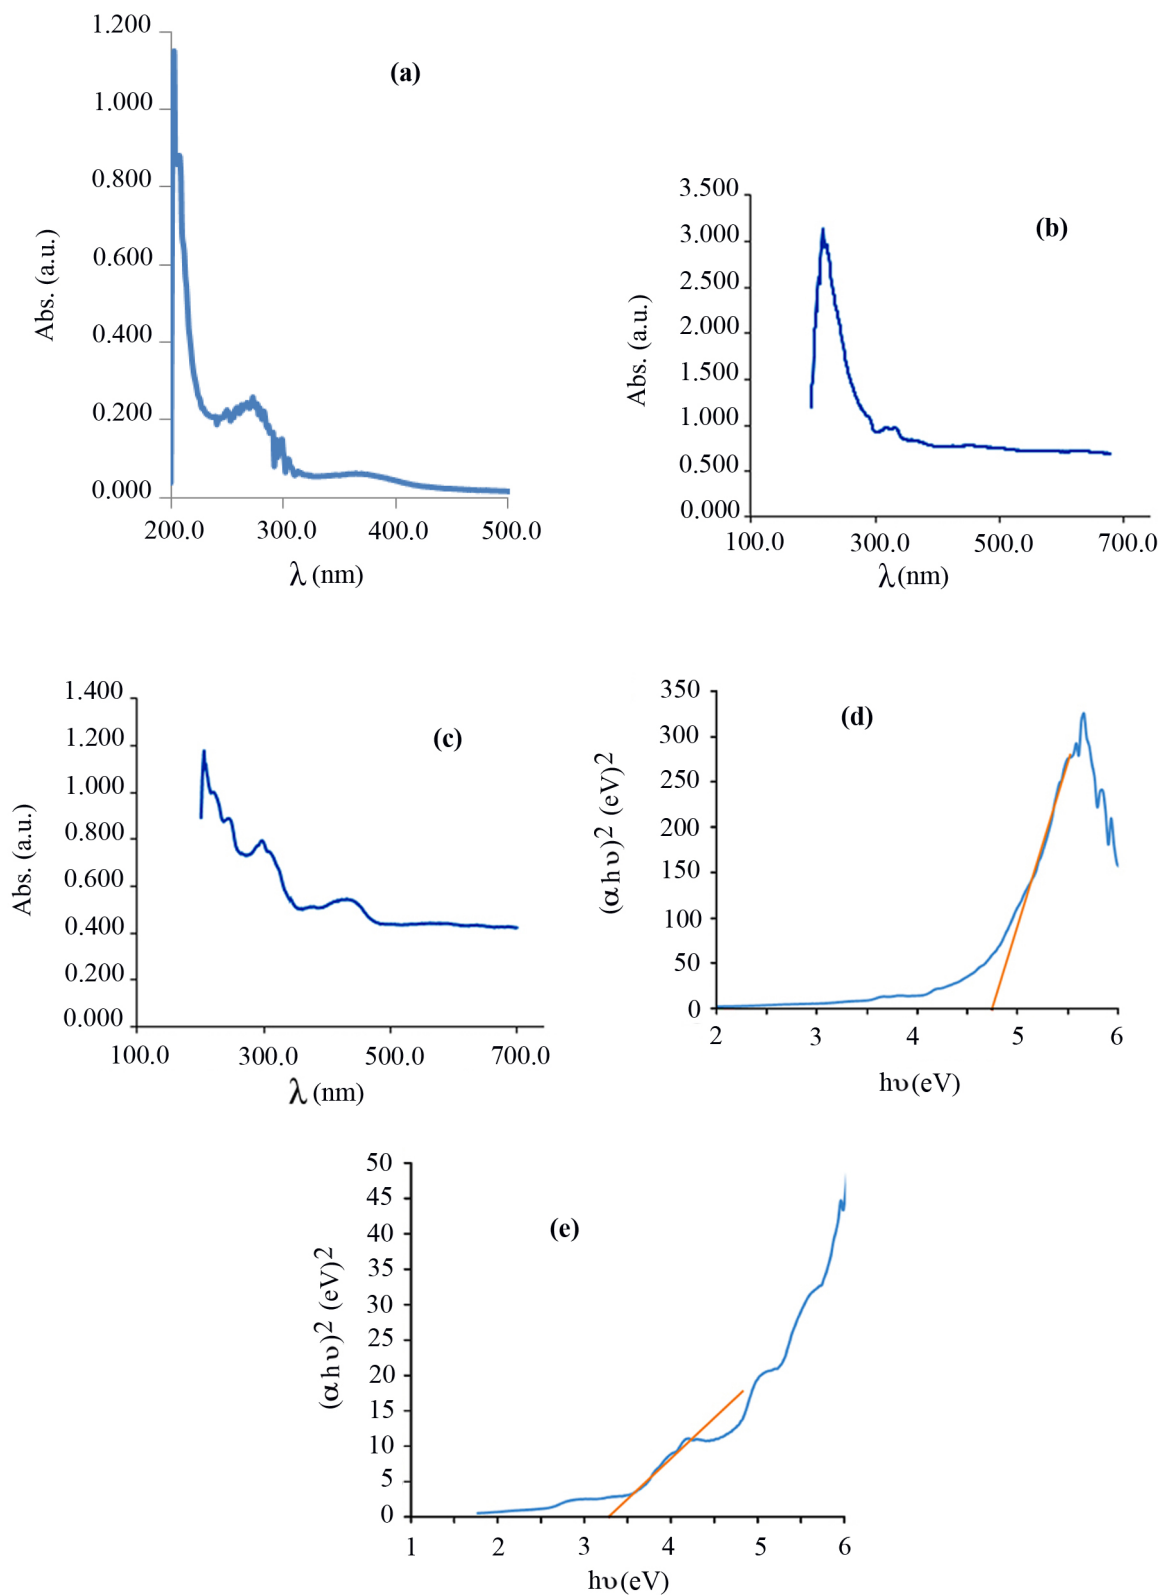 (a)
1.200
1.000
0.800
0.600
0.400
0.200
0.000
Abs. (a.u.)
200.0 300.0 400.0 500.0
λ (nm)
(b)
3.500
3.000
2.500
2.000
1.500
1.000
0.500
0.000
Abs. (a.u.)
100.0 300.0 500.0 700.0
λ (nm)
(c)
1.400
1.200
1.000
0.800
0.600
0.400
0.200
0.000
Abs. (a.u.)
100.0 300.0 500.0 700.0
λ (nm)
(d)
350
300
250
200
150
100
50
0
(αhυ)2 (eV)2
2 3 4 5 6
hυ(eV)
(e)
50
45
40
35
30
25
20
15
10
5
0
(αhυ)2 (eV)2
1 2 3 4 5 6
hυ(eV)